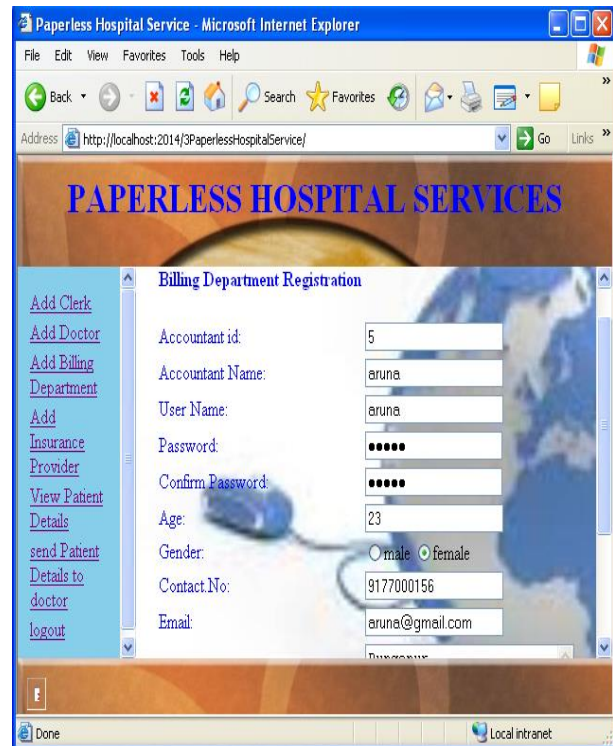 Paperless Hospital Service - Microsoft Internet Explorer
File Edit View Favorites Tools Help
Back Search Favorites »
Address http://localhost:2014/3PaperlessHospitalService/ Go Links »
PAPERLESS HOSPITAL SERVICES
Add Clerk
Add Doctor
Add Billing
Department
Add
Insurance
Provider
View Patient
Details
send Patient
Details to
doctor
logout
Billing Department Registration
Accountant id: 5
Accountant Name: aruna
User Name: aruna
Password: •••••
Confirm Password: •••••
Age: 23
Gender: male female
Contact.No: 9177000156
Email: aruna@gmail.com
E
Done Local intranet